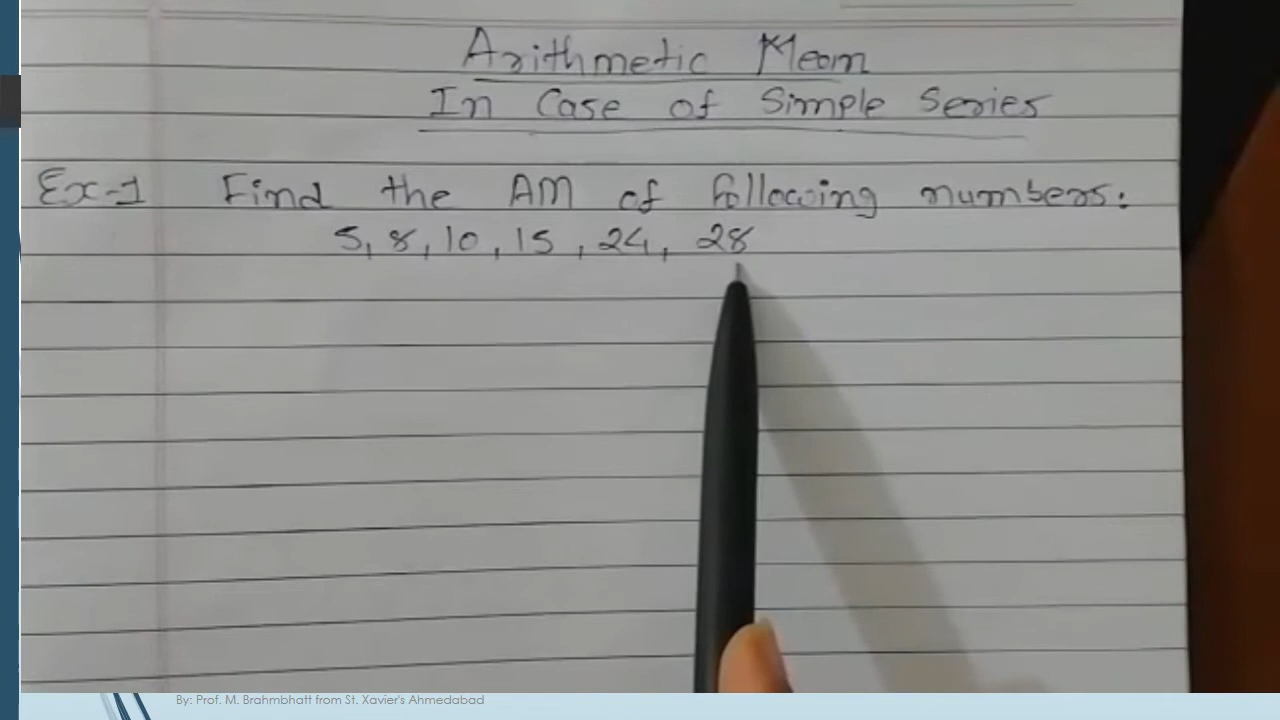 Arithmetic Mean
In Case of Simple Series
Ex-1 Find the AM of following numbers:
5, 8, 10, 15, 24, 28
By: Prof. M. Brahmbhatt from St. Xavier's Ahmedabad